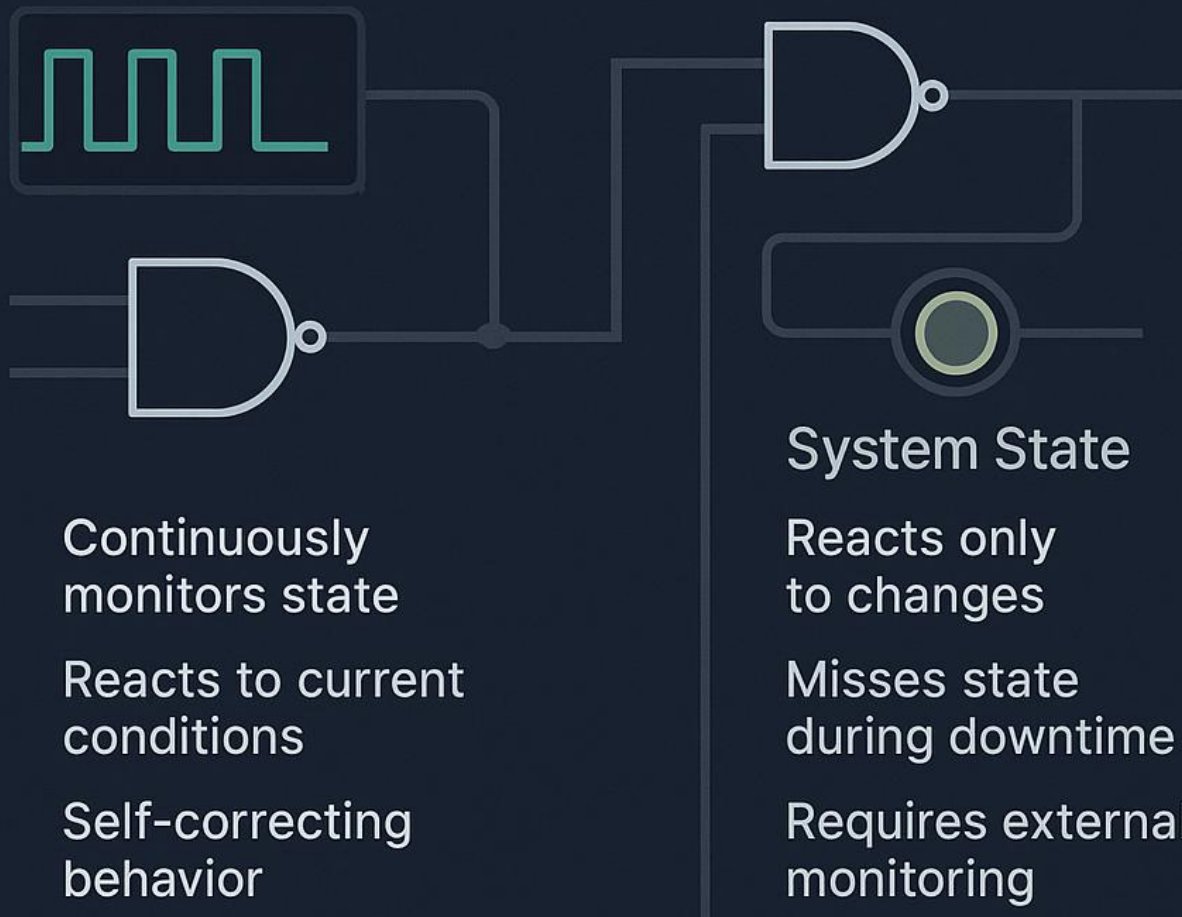 System State
Continuously
monitors state
Reacts to current
conditions
Self-correcting
behavior
Reacts only
to changes
Misses state
during downtime
Requires externa
monitoring